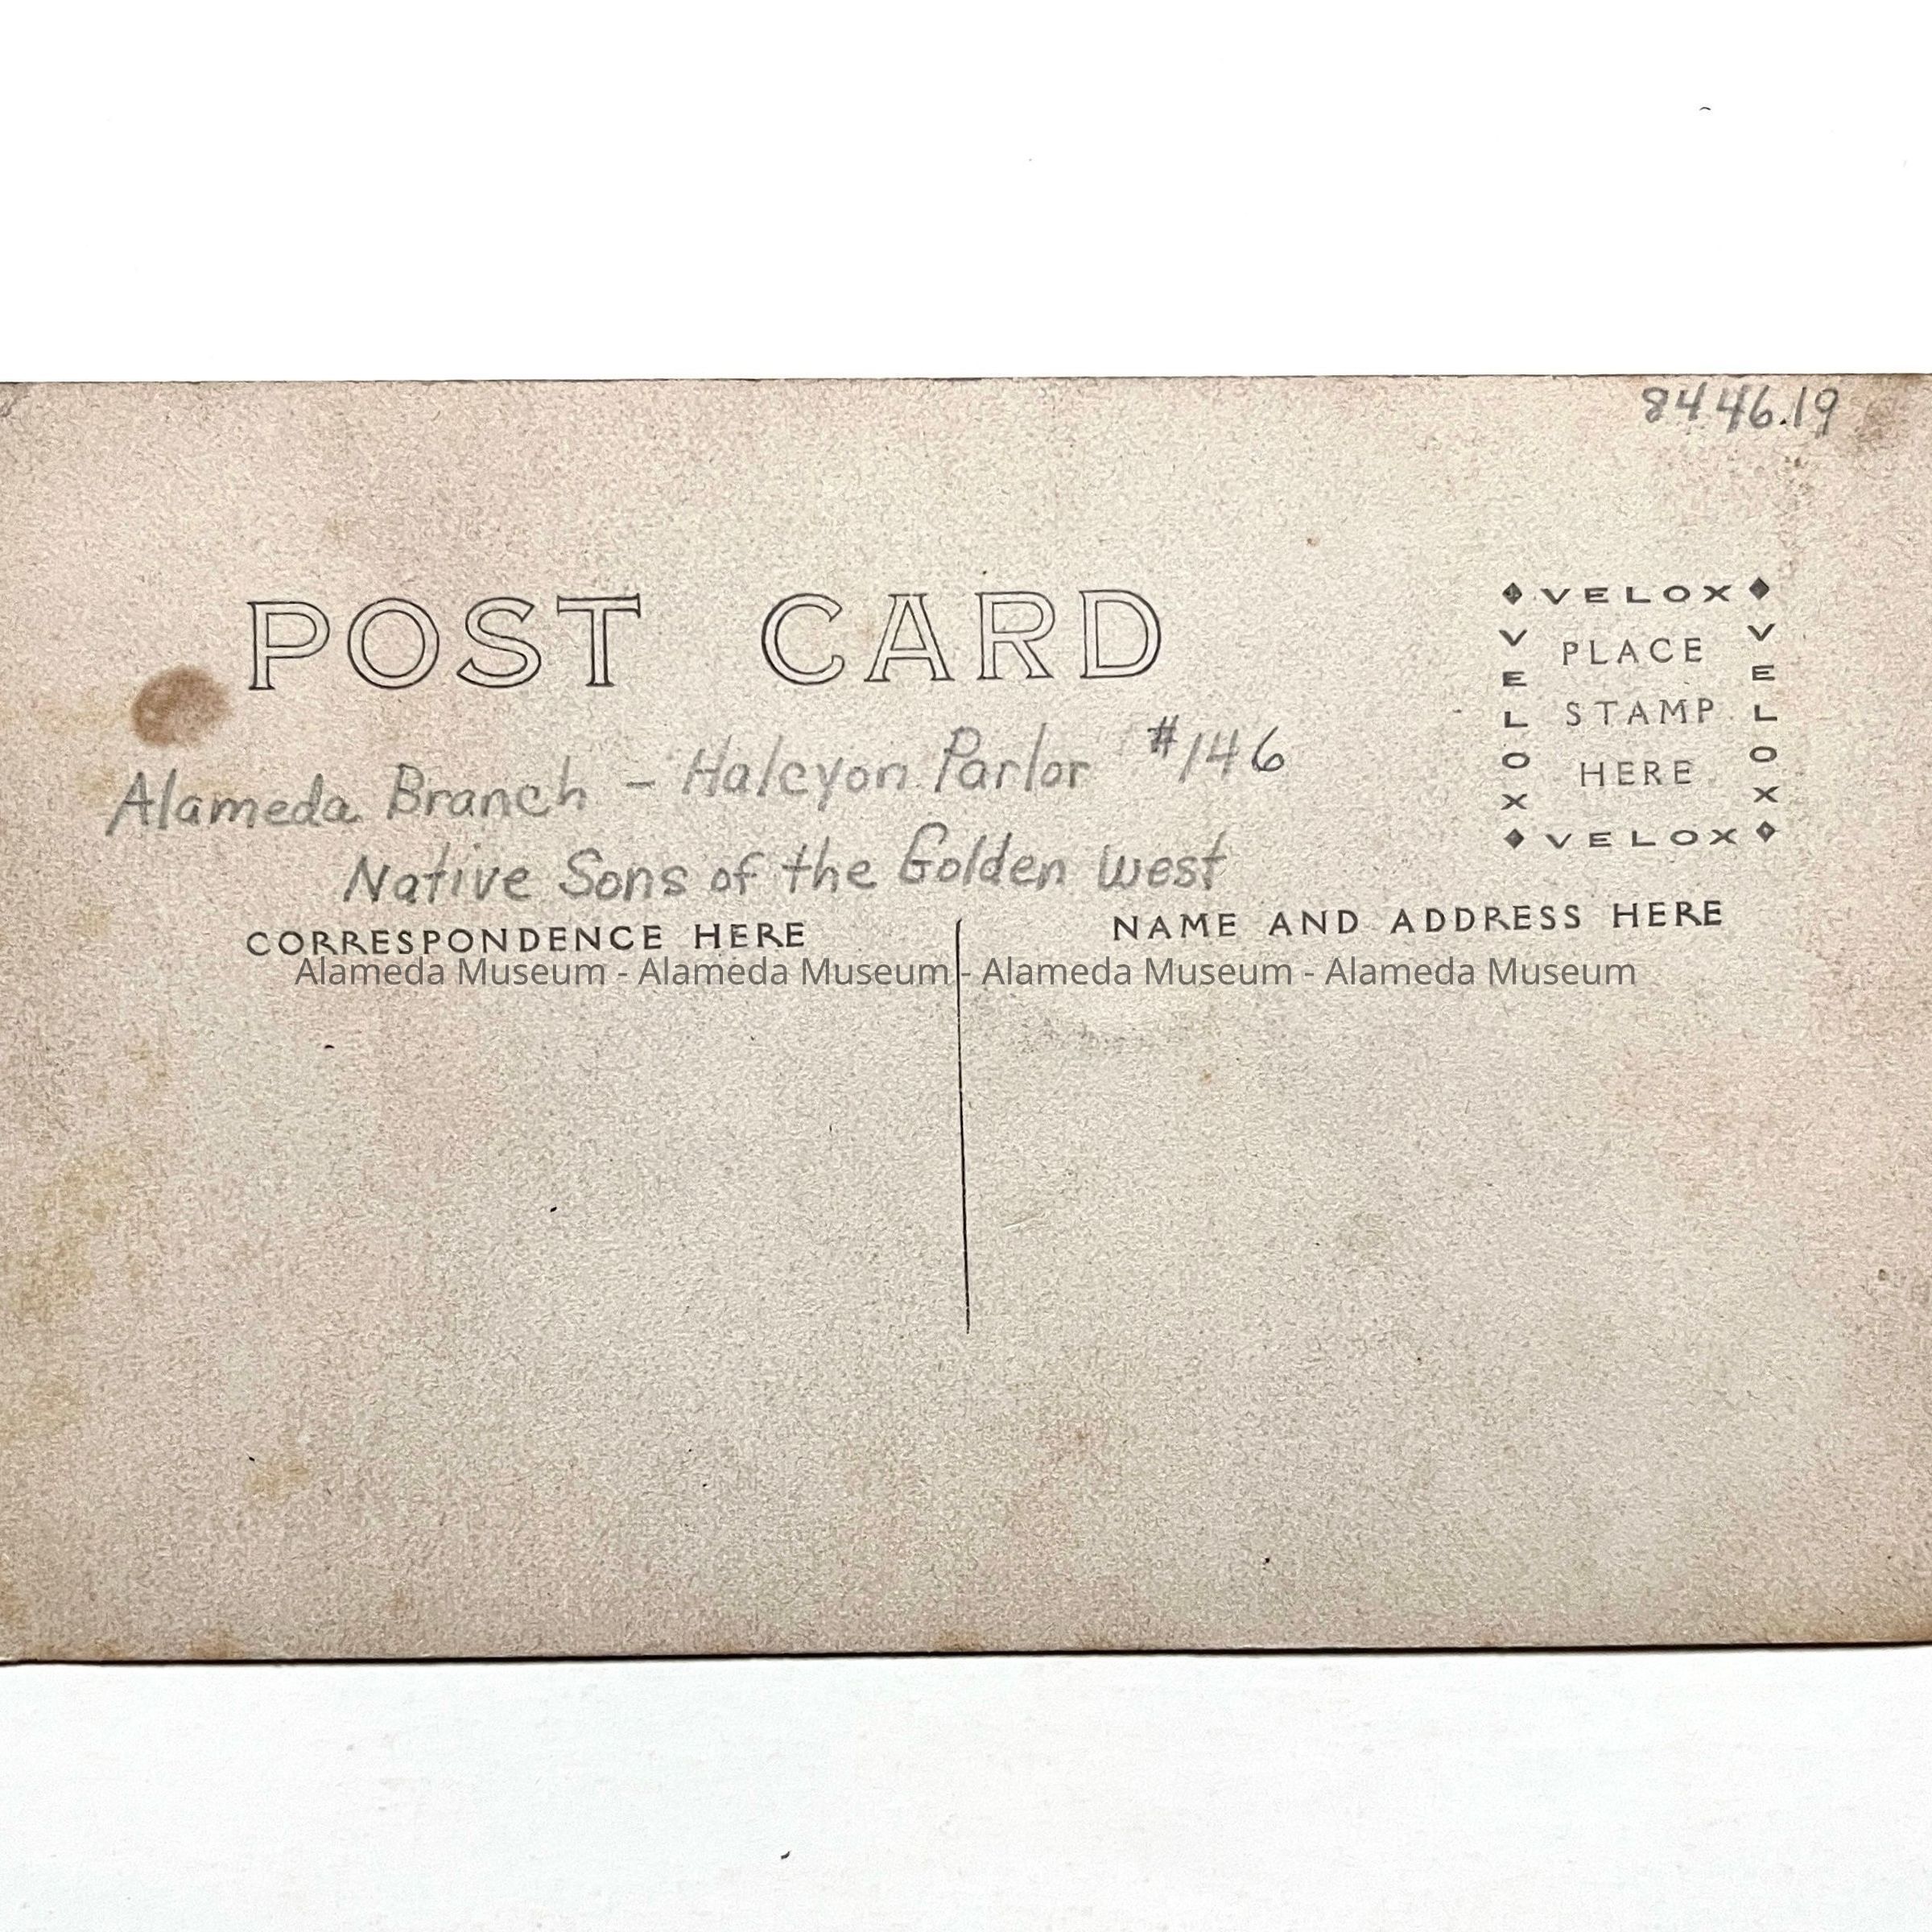 8446.19
POST CARD
VELOX
VELOX
PLACE
STAMP
HERE
VELOX
VELOX
Alameda Branch - Halcyon Parlor #146
Native Sons of the Golden West
CORRESPONDENCE HERE
NAME AND ADDRESS HERE
Alameda Museum - Alameda Museum - Alameda Museum - Alameda Museum